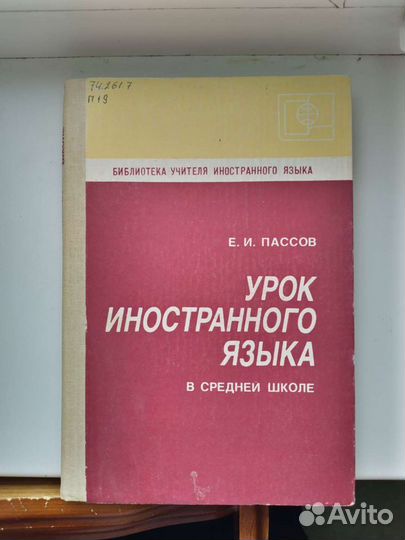 74.261.7
П19
БИБЛИОТЕКА УЧИТЕЛЯ ИНОСТРАННОГО ЯЗЫКА
Е. И. ПАССОВ
УРОК
ИНОСТРАННОГО
ЯЗЫКА
В СРЕДНЕЙ ШКОЛЕ
Avito